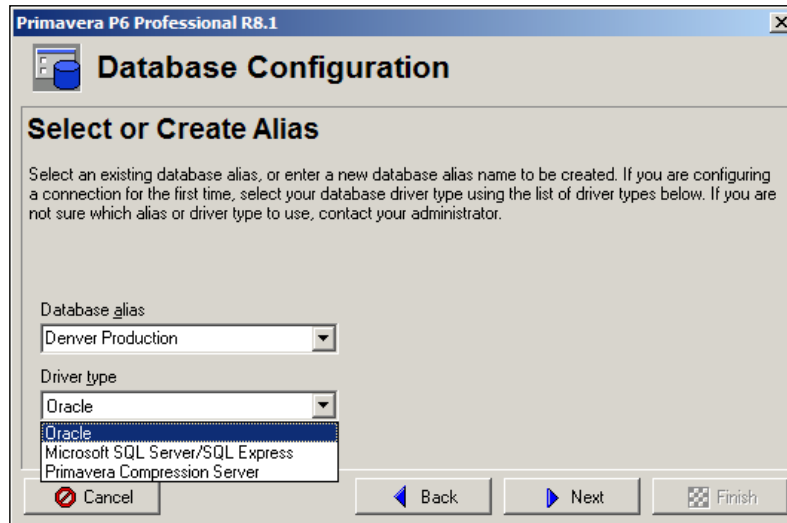 Primavera P6 Professional R8.1
Database Configuration
Select or Create Alias
Select an existing database alias, or enter a new database alias name to be created. If you are configuring
a connection for the first time, select your database driver type using the list of driver types below. If you are
not sure which alias or driver type to use, contact your administrator.
Database alias
Denver Production
Driver type
Oracle
Oracle
Microsoft SQL Server/SQL Express
Primavera Compression Server
Cancel
Back
Next
Finish